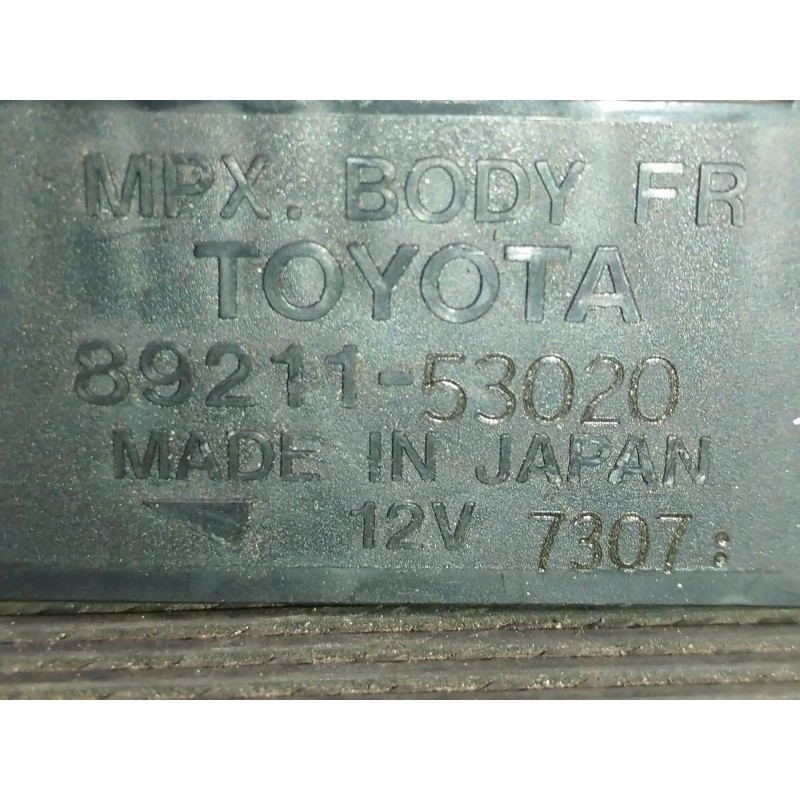 MPX. BODY FR
TOYOTA
89211-53020
MADE IN JAPAN
12V 7307: